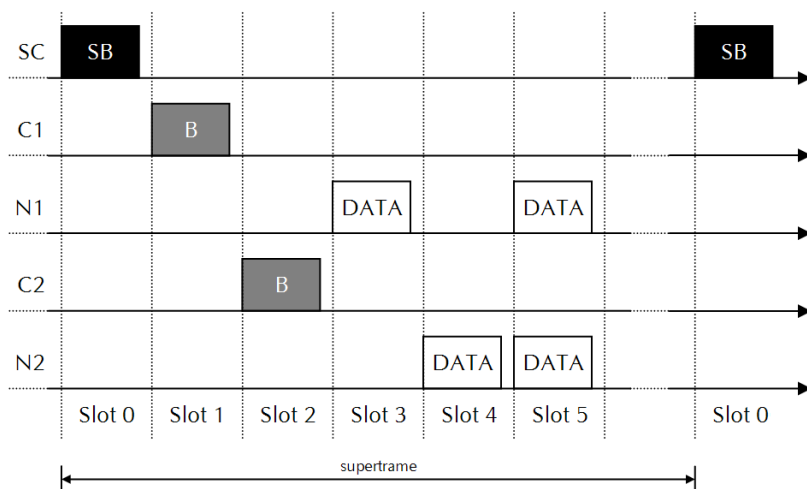 SC SB SB
C1 B
N1 DATA DATA
C2 B
N2 DATA DATA
Slot 0 Slot 1 Slot 2 Slot 3 Slot 4 Slot 5 Slot 0
supertrame